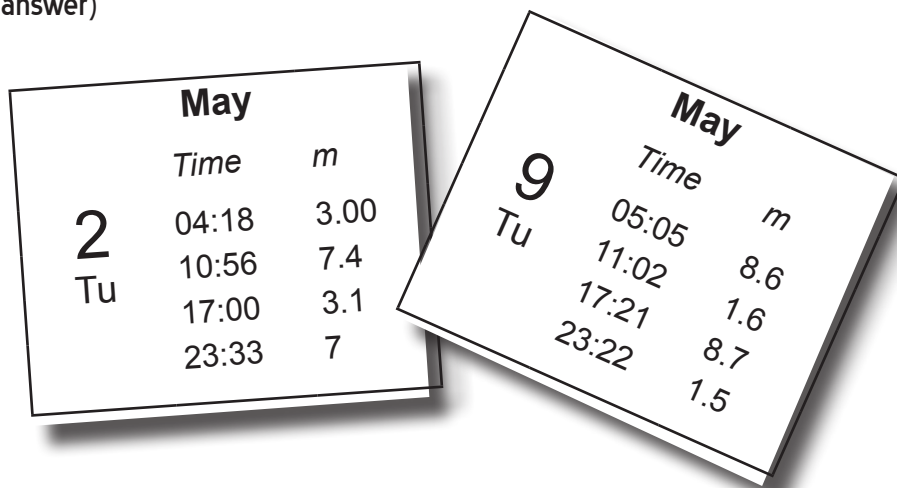 answer)
May
Time m
2
Tu
04:18 3.00
10:56 7.4
17:00 3.1
23:33 7
May
Time m
9
Tu
05:05 8.6
11:02 1.6
17:21 8.7
23:22 1.5